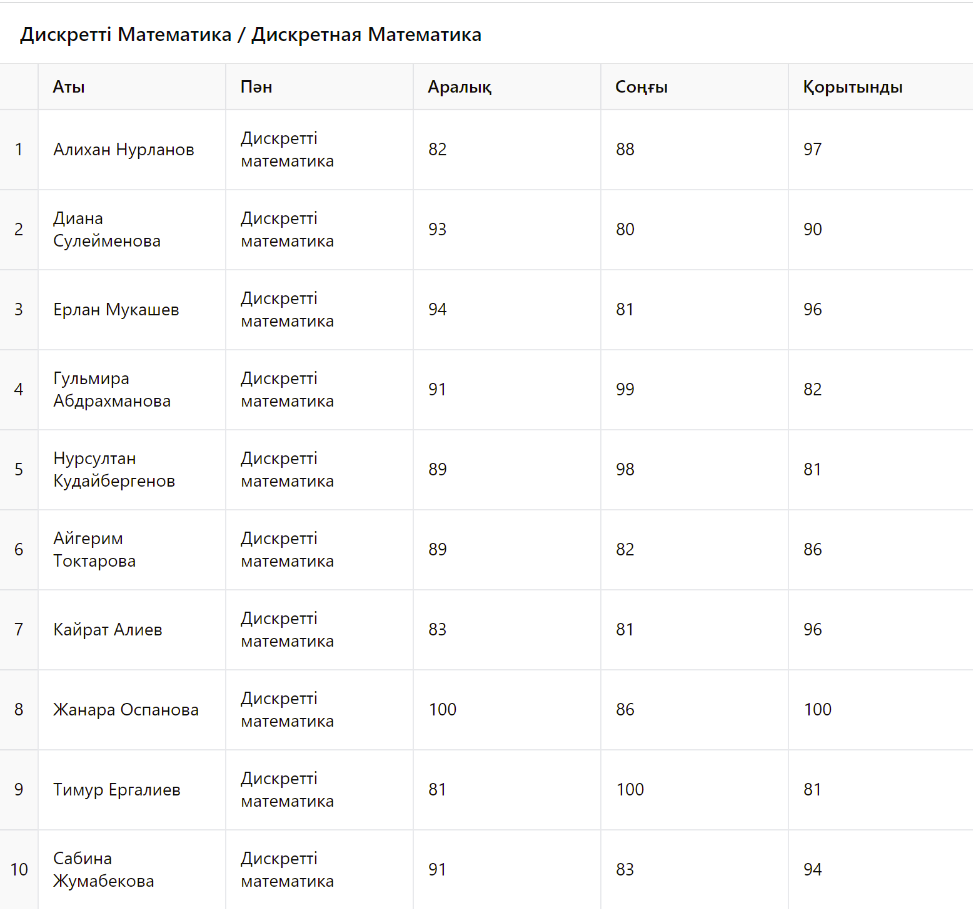 Дискретті Математика / Дискретная Математика
Аты Пән Аралық Соңғы Қорытынды
1 Алихан Нурланов Дискретті математика 82 88 97
2 Диана Сулейменова Дискретті математика 93 80 90
3 Ерлан Мукашев Дискретті математика 94 81 96
4 Гульмира Абдрахманова Дискретті математика 91 99 82
5 Нурсултан Кудайбергенов Дискретті математика 89 98 81
6 Айгерим Токтарова Дискретті математика 89 82 86
7 Кайрат Алиев Дискретті математика 83 81 96
8 Жанара Оспанова Дискретті математика 100 86 100
9 Тимур Ергалиев Дискретті математика 81 100 81
10 Сабина Жумабекова Дискретті математика 91 83 94